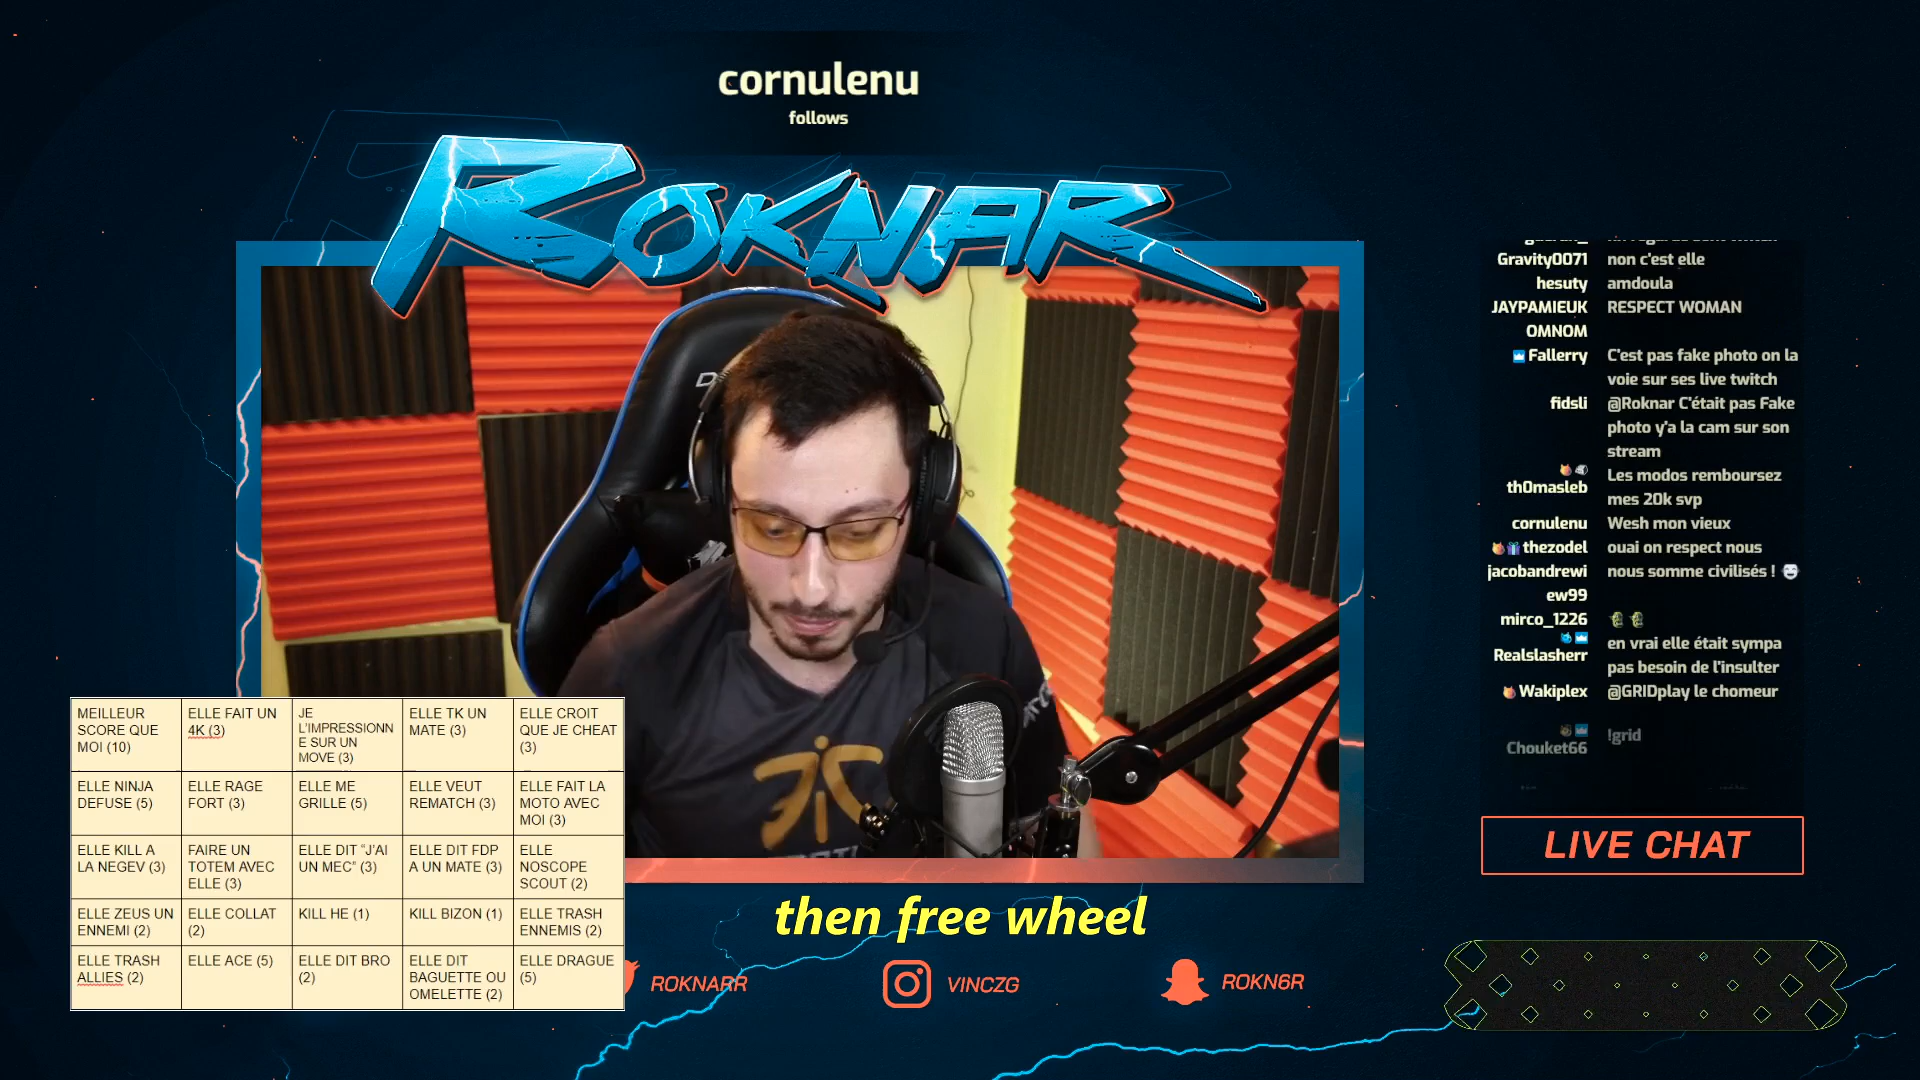 cornulenu
follows
ROKNAR
Gravity0071 non c'est elle
hesuty amdoula
JAYPAMIEUK RESPECT WOMAN
OMNOM
Fallerry C'est pas fake photo on la
voie sur ses live twitch
fidsli @Roknar C'était pas Fake
photo y'a la cam sur son
stream
th0masleb Les modos remboursez
mes 20k svp
cornulenu Wesh mon vieux
thezodel ouai on respect nous
jacobandrewi nous somme civilisés !
ew99
mirco_1226
Realslasherr en vrai elle était sympa
pas besoin de l'insulter
Wakiplex @GRIDplay le chomeur
Chouket66 !grid
LIVE CHAT
MEILLEUR
SCORE QUE
MOI (10)
ELLE FAIT UN
4K (3)
JE
L'IMPRESSIONN
E SUR UN
MOVE (3)
ELLE TK UN
MATE (3)
ELLE CROIT
QUE JE CHEAT
(3)
ELLE NINJA
DEFUSE (5)
ELLE RAGE
FORT (3)
ELLE ME
GRILLE (5)
ELLE VEUT
REMATCH (3)
ELLE FAIT LA
MOTO AVEC
MOI (3)
ELLE KILL A
LA NEGEV (3)
FAIRE UN
TOTEM AVEC
ELLE (3)
ELLE DIT “J'AI
UN MEC” (3)
ELLE DIT FDP
A UN MATE (3)
ELLE
NOSCOPE
SCOUT (2)
ELLE ZEUS UN
ENNEMI (2)
ELLE COLLAT
(2)
KILL HE (1)
KILL BIZON (1)
ELLE TRASH
ENNEMIS (2)
ELLE TRASH
ALLIES (2)
ELLE ACE (5)
ELLE DIT BRO
(2)
ELLE DIT
BAGUETTE OU
OMELETTE (2)
ELLE DRAGUE
(5)
then free wheel
ROKNARR
VINCZG
ROKN6R